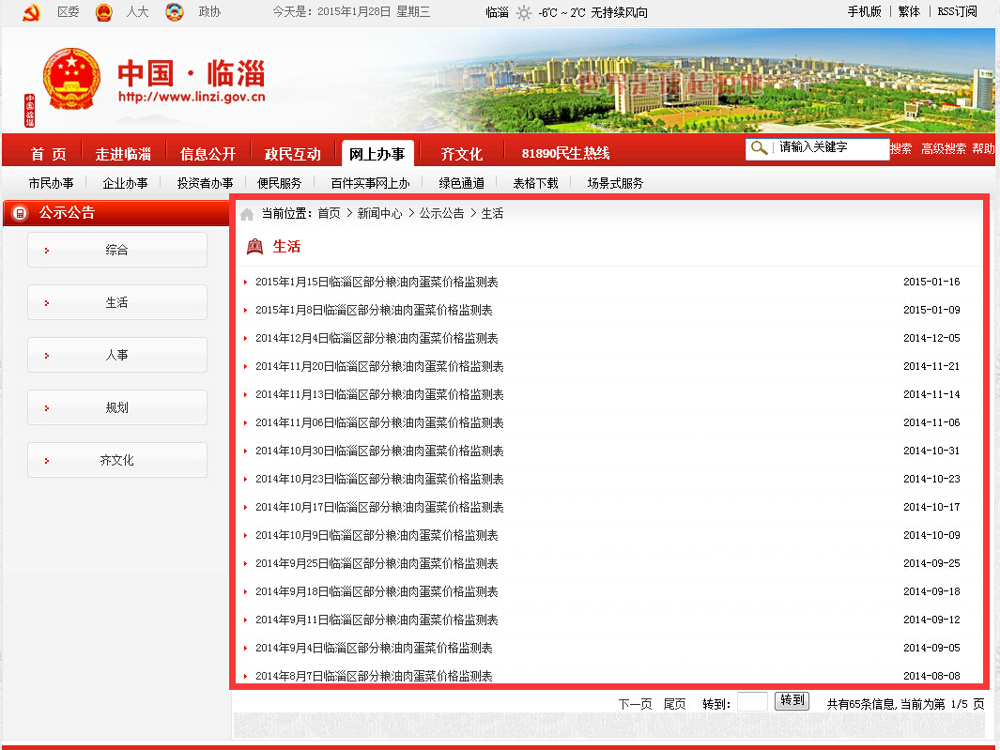 区委 人大 政协 今天是：2015年1月28日 星期三 临淄 -6℃ ~ 2℃ 无持续风向 手机版 | 繁体 | RSS订阅
中国·临淄
http://www.linzi.gov.cn
中国临淄
首 页 走进临淄 信息公开 政民互动 网上办事 齐文化 81890民生热线 请输入关键字 搜索 高级搜索 帮助
市民办事 企业办事 投资者办事 便民服务 百件实事网上办 绿色通道 表格下载 场景式服务
公示公告
综合
生活
人事
规划
齐文化
当前位置：首页 > 新闻中心 > 公示公告 > 生活
生活
2015年1月15日临淄区部分粮油肉蛋菜价格监测表 2015-01-16
2015年1月8日临淄区部分粮油肉蛋菜价格监测表 2015-01-09
2014年12月4日临淄区部分粮油肉蛋菜价格监测表 2014-12-05
2014年11月20日临淄区部分粮油肉蛋菜价格监测表 2014-11-21
2014年11月13日临淄区部分粮油肉蛋菜价格监测表 2014-11-14
2014年11月06日临淄区部分粮油肉蛋菜价格监测表 2014-11-06
2014年10月30日临淄区部分粮油肉蛋菜价格监测表 2014-10-31
2014年10月23日临淄区部分粮油肉蛋菜价格监测表 2014-10-23
2014年10月17日临淄区部分粮油肉蛋菜价格监测表 2014-10-17
2014年10月9日临淄区部分粮油肉蛋菜价格监测表 2014-10-09
2014年9月25日临淄区部分粮油肉蛋菜价格监测表 2014-09-25
2014年9月18日临淄区部分粮油肉蛋菜价格监测表 2014-09-18
2014年9月11日临淄区部分粮油肉蛋菜价格监测表 2014-09-12
2014年9月4日临淄区部分粮油肉蛋菜价格监测表 2014-09-05
2014年8月7日临淄区部分粮油肉蛋菜价格监测表 2014-08-08
下一页 尾页 转到： 转到 共有65条信息,当前为第 1/5 页